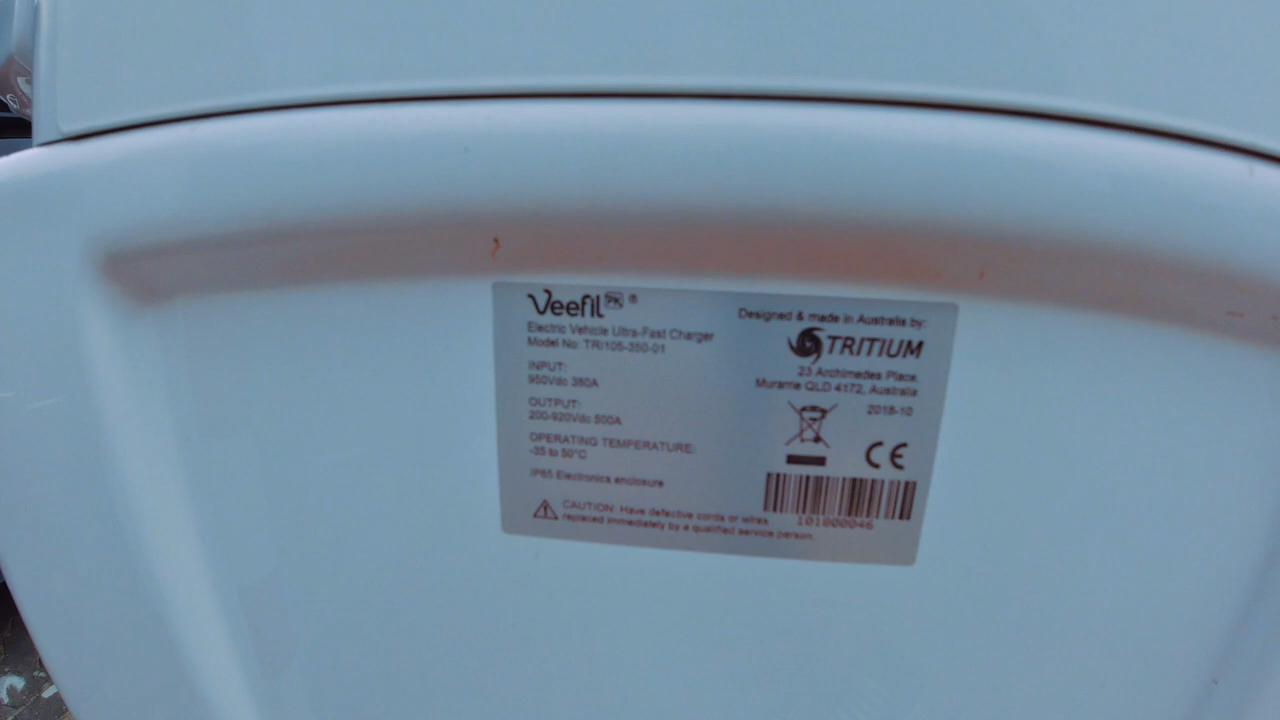 Veefil PK ®
Electric Vehicle Ultra-Fast Charger
Model No: TRI105-350-01
INPUT:
950Vdc 380A
OUTPUT:
200-920Vdc 500A
OPERATING TEMPERATURE:
-35 to 50°C
IP65 Electronics enclosure
CAUTION: Have defective cords or wires
replaced immediately by a qualified service person.
Designed & made in Australia by:
TRITIUM
23 Archimedes Place,
Murarrie QLD 4172, Australia
2018-10
CE
101800046